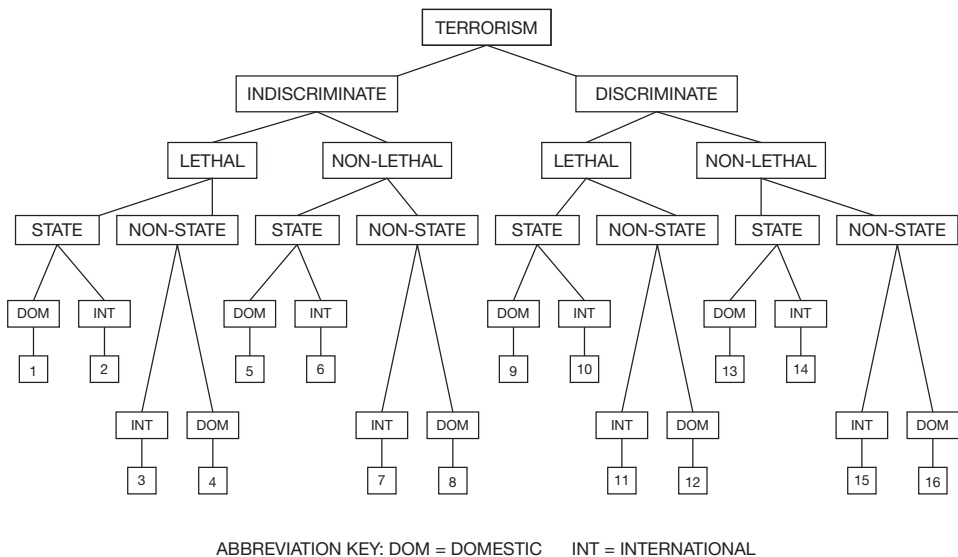 TERRORISM
INDISCRIMINATE DISCRIMINATE
LETHAL NON-LETHAL LETHAL NON-LETHAL
STATE NON-STATE STATE NON-STATE STATE NON-STATE STATE NON-STATE
DOM INT DOM INT DOM INT DOM INT
1 2 5 6 9 10 13 14
INT DOM INT DOM INT DOM INT DOM
3 4 7 8 11 12 15 16
ABBREVIATION KEY: DOM = DOMESTIC INT = INTERNATIONAL